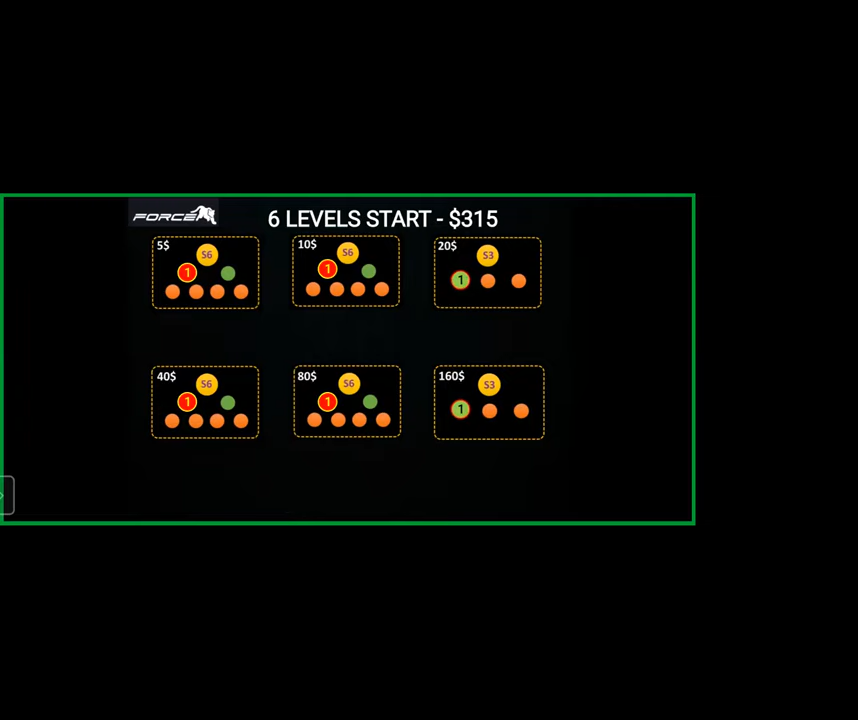 FORCE
6 LEVELS START - $315
5$
S6
1
10$
S6
1
20$
S3
1
40$
S6
1
80$
S6
1
160$
S3
1